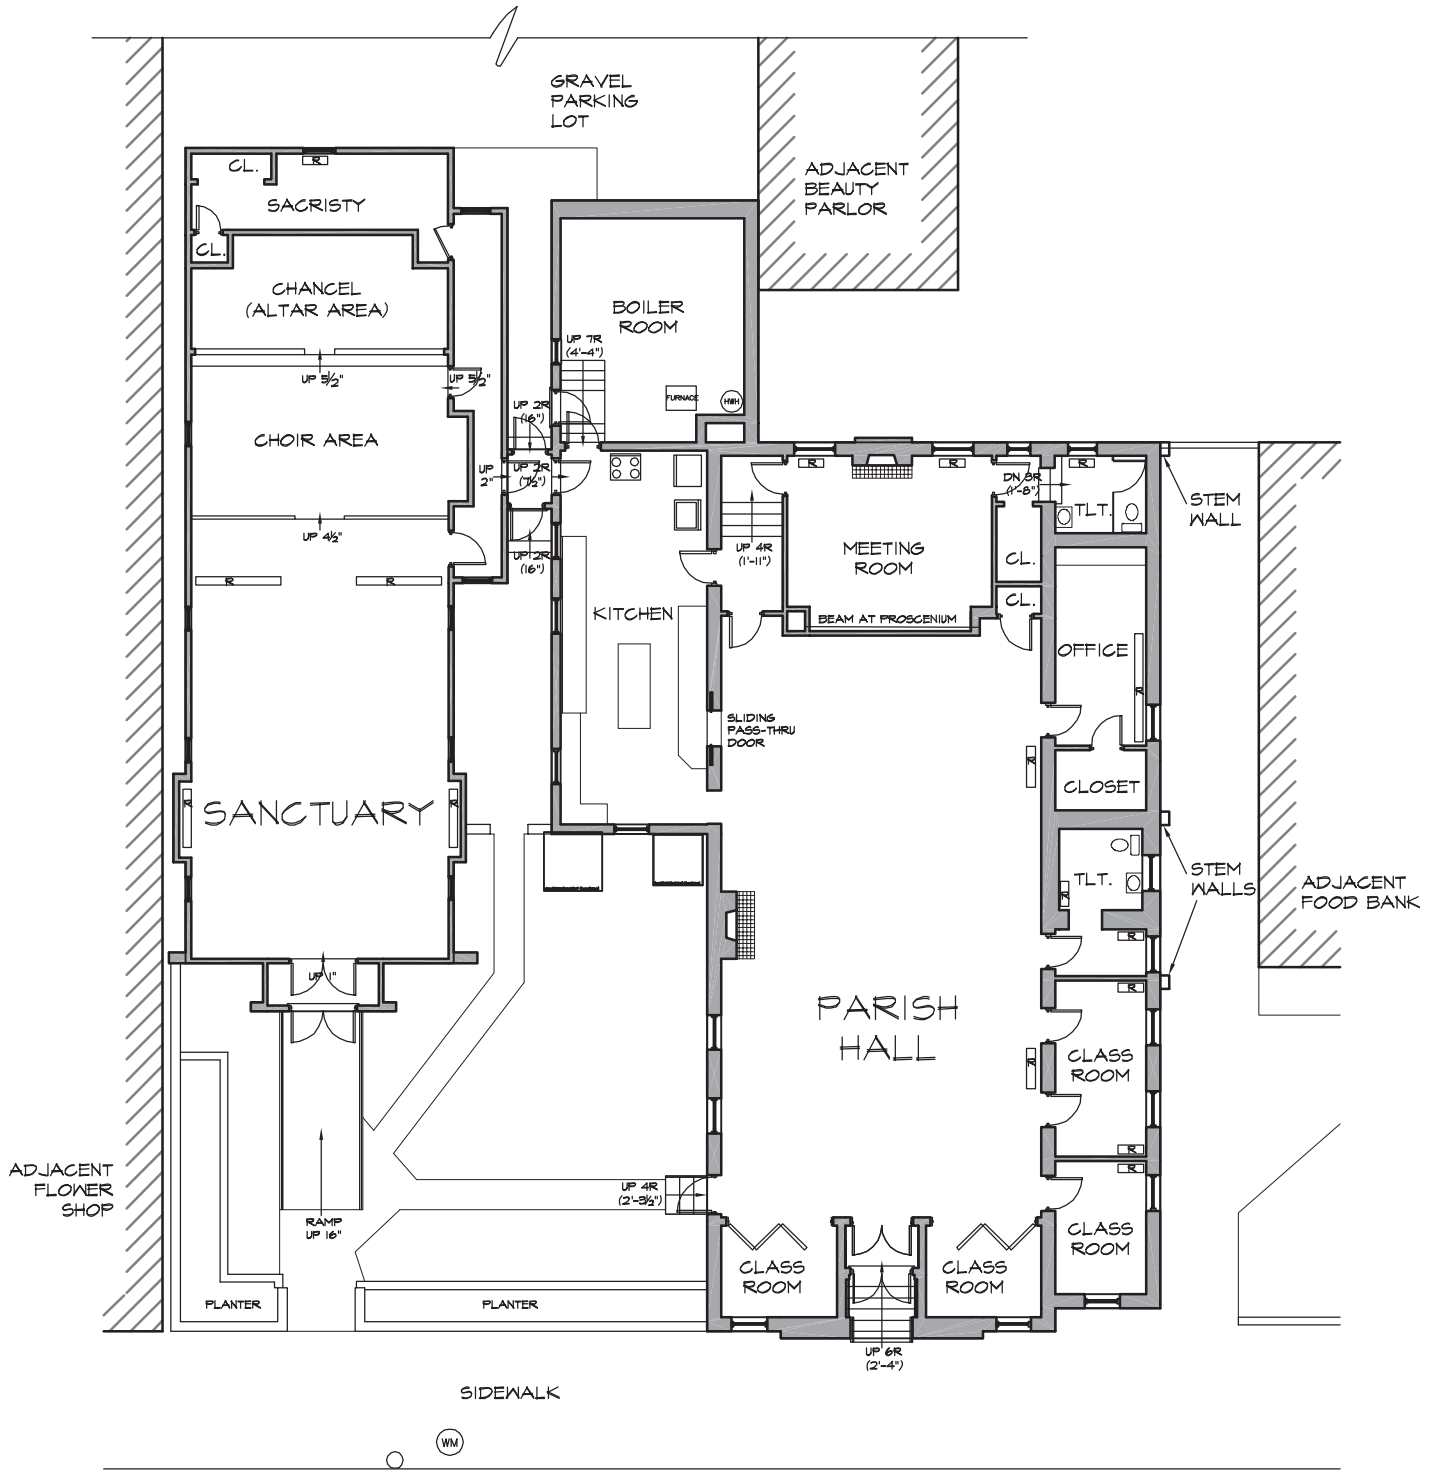 GRAVEL
PARKING
LOT
ADJACENT
BEAUTY
PARLOR
CL.
R
SACRISTY
CL.
CHANCEL
(ALTAR AREA)
UP 5½"
UP 5½"
CHOIR AREA
UP 4½"
R
R
BOILER
ROOM
UP 7R
(4'-4")
FURNACE
HWH
UP 2R
(16")
UP
2"
UP 2R
(7½")
UP 2R
(16")
KITCHEN
UP 4R
(1'-11")
R
R
MEETING
ROOM
BEAM AT PROSCENIUM
DN 3R
(1'-8")
R
TLT.
CL.
CL.
STEM
WALL
OFFICE
R
SLIDING
PASS-THRU
DOOR
R
CLOSET
R
SANCTUARY
R
TLT.
R
STEM
WALLS
ADJACENT
FOOD BANK
R
UP 1"
R
PARISH
HALL
R
CLASS
ROOM
R
R
ADJACENT
FLOWER
SHOP
UP 4R
(2'-3½")
RAMP
UP 16"
CLASS
ROOM
CLASS
ROOM
CLASS
ROOM
PLANTER
PLANTER
UP 6R
(2'-4")
SIDEWALK
WM